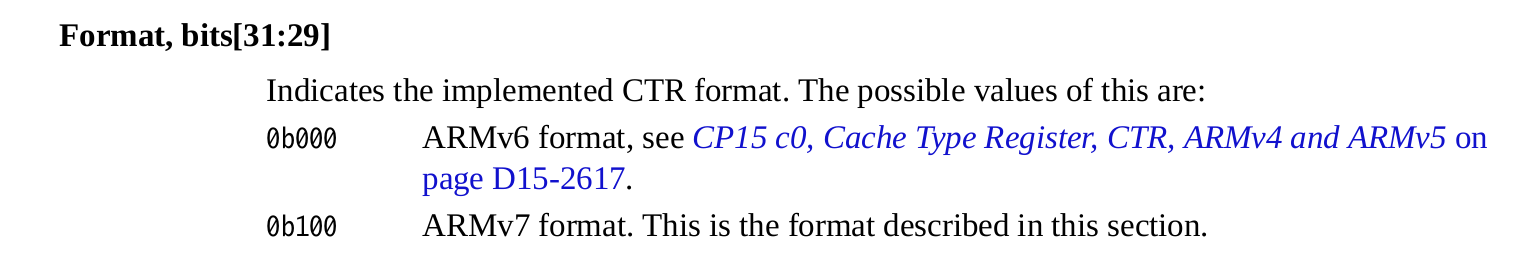 Format, bits[31:29]
Indicates the implemented CTR format. The possible values of this are:
0b000 ARMv6 format, see CP15 c0, Cache Type Register, CTR, ARMv4 and ARMv5 on
page D15-2617.
0b100 ARMv7 format. This is the format described in this section.